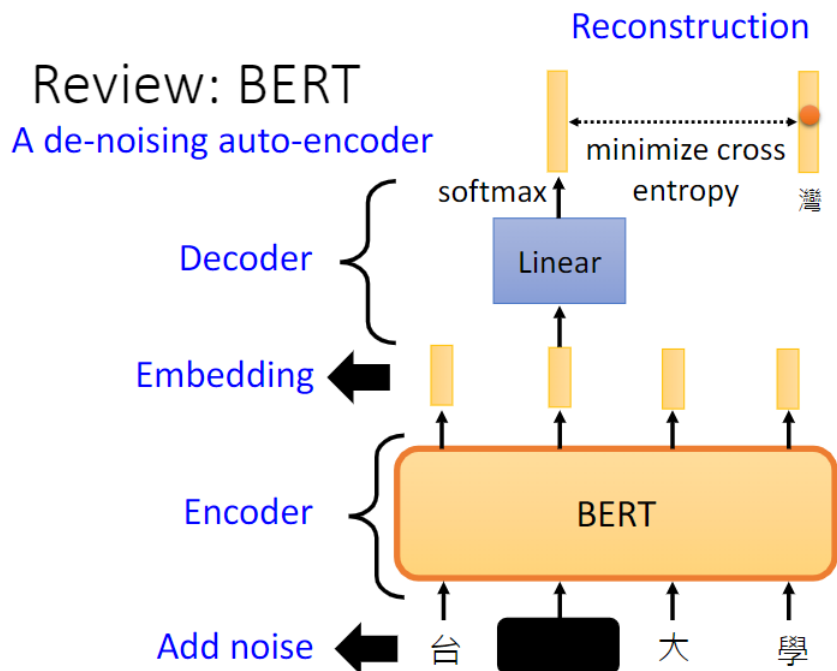 Reconstruction
Review: BERT
A de-noising auto-encoder
minimize cross
entropy
softmax
灣
Decoder
Linear
Embedding
Encoder
BERT
Add noise
台 大 學